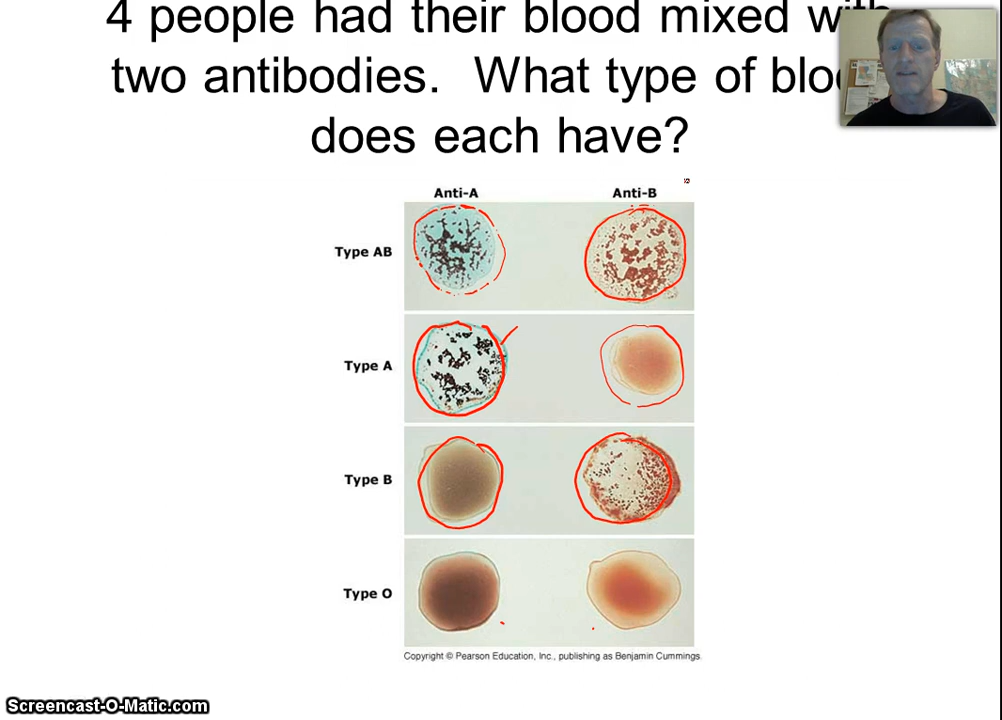 4 people had their blood mixed with
two antibodies. What type of bloo
does each have?
Anti-A Anti-B
Type AB
Type A
Type B
Type O
Copyright © Pearson Education, Inc., publishing as Benjamin Cummings.
Screencast-O-Matic.com